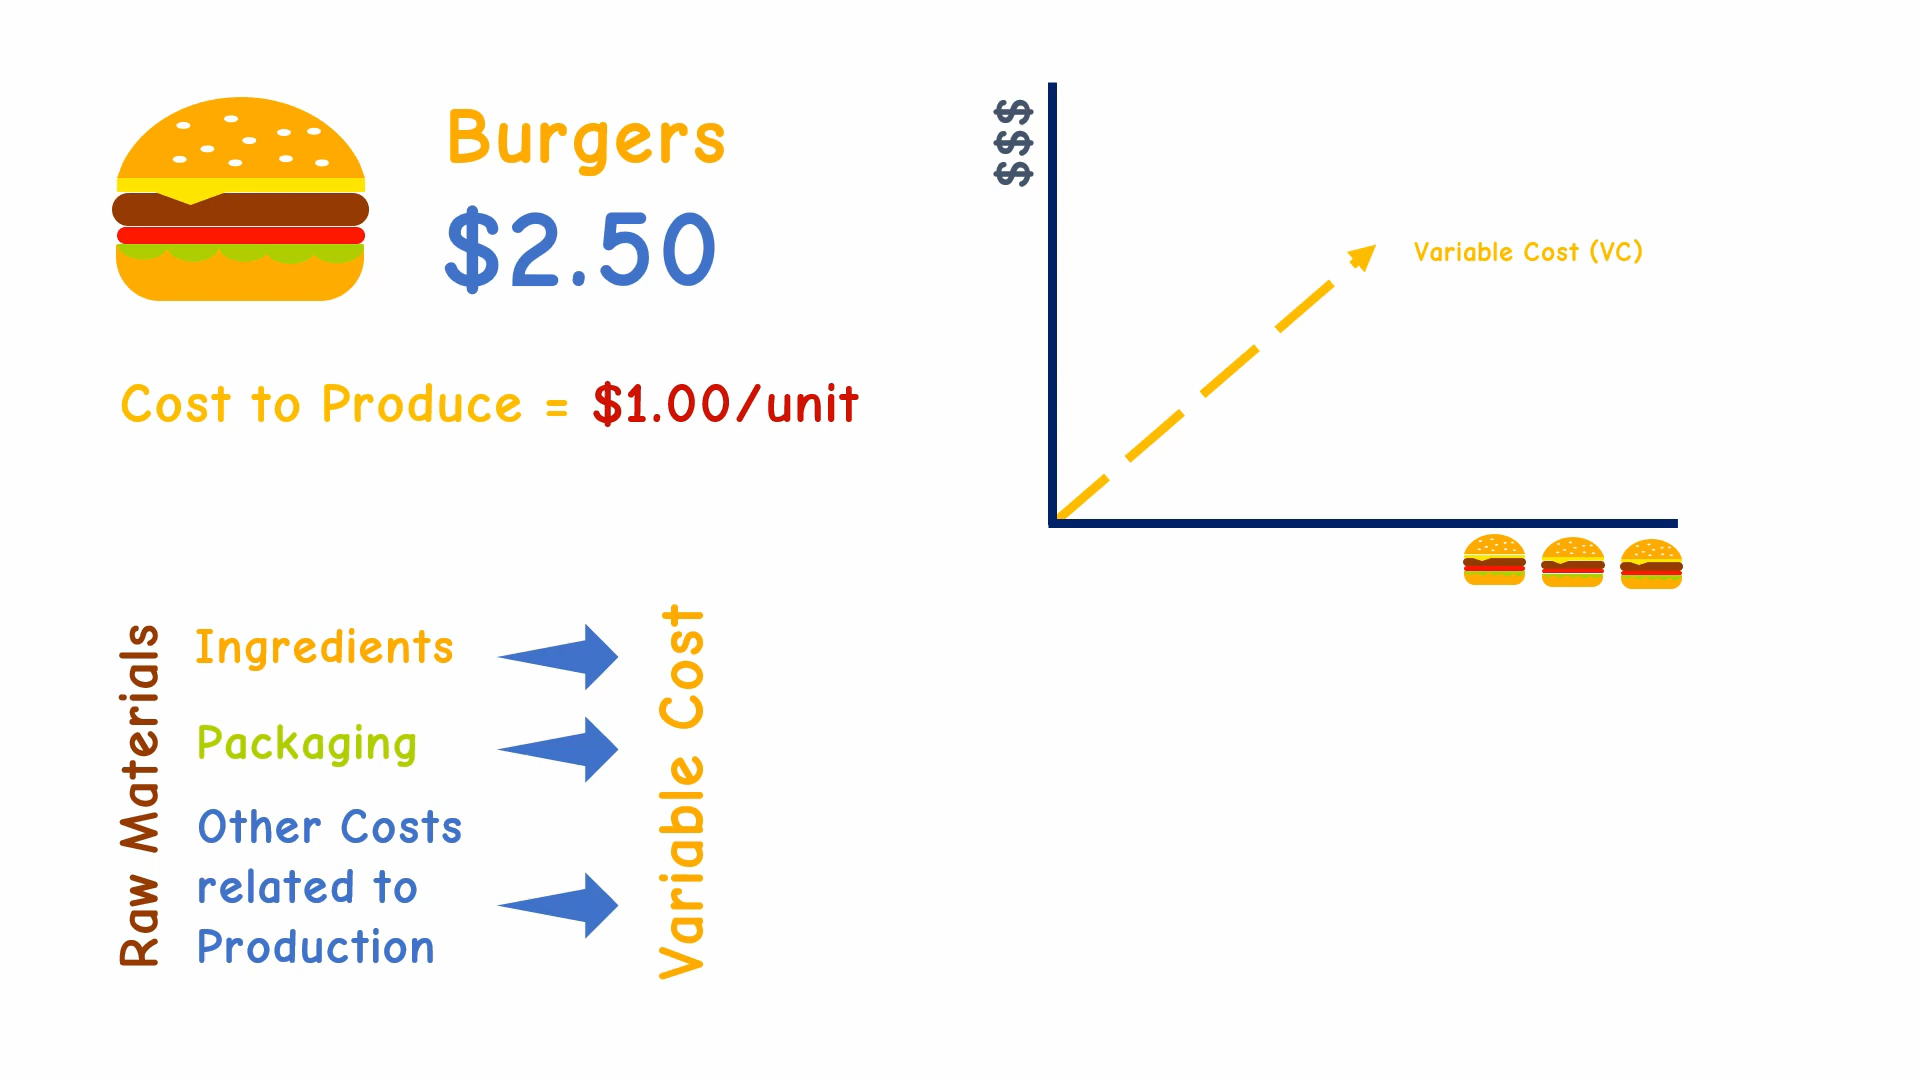 Burgers
$2.50
Cost to Produce = $1.00/unit
Raw Materials
Ingredients
Packaging
Other Costs
related to
Production
Variable Cost
$$$
Variable Cost (VC)